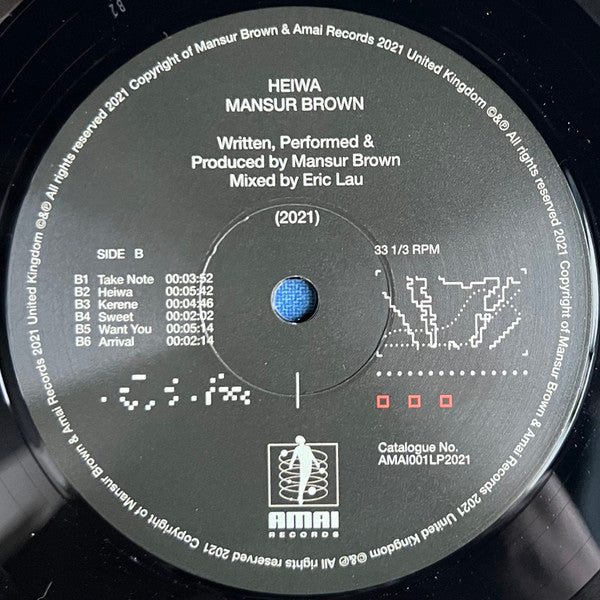 ©&℗ All rights reserved 2021 Copyright of Mansur Brown & Amai Records 2021 United Kingdom ©&℗ All rights reserved 2021 Copyright of Mansur Brown & Amai Records 2021 United Kingdom ©&℗ All rights reserved 2021 Copyright of Mansur Brown & Amai Records 2021 United Kingdom
HEIWA
MANSUR BROWN
Written, Performed &
Produced by Mansur Brown
Mixed by Eric Lau
(2021)
SIDE B
33 1/3 RPM
B1 Take Note 00:03:52
B2 Heiwa 00:05:42
B3 Kerene 00:04:46
B4 Sweet 00:02:02
B5 Want You 00:05:14
B6 Arrival 00:02:14
Catalogue No.
AMAI001LP2021
AMAI
RECORDS